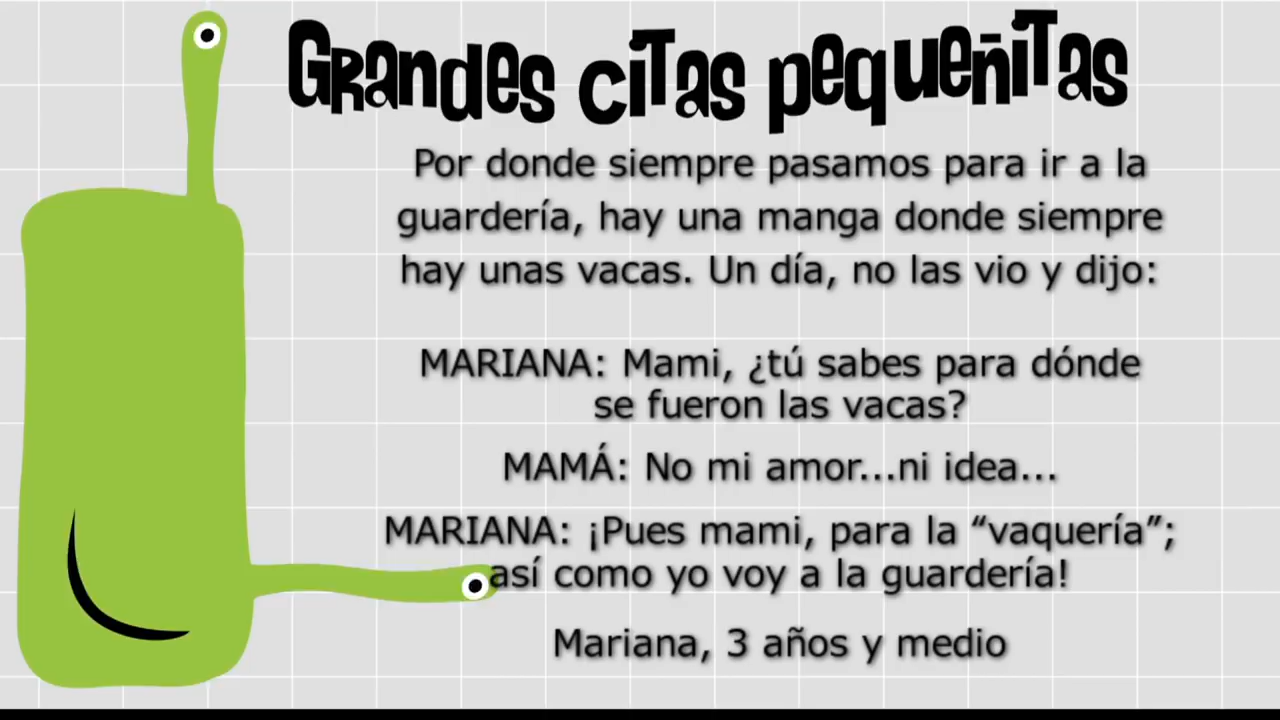 Grandes citas pequeñitas
Por donde siempre pasamos para ir a la
guardería, hay una manga donde siempre
hay unas vacas. Un día, no las vio y dijo:
MARIANA: Mami, ¿tú sabes para dónde
se fueron las vacas?
MAMÁ: No mi amor...ni idea...
MARIANA: ¡Pues mami, para la “vaquería”;
así como yo voy a la guardería!
Mariana, 3 años y medio